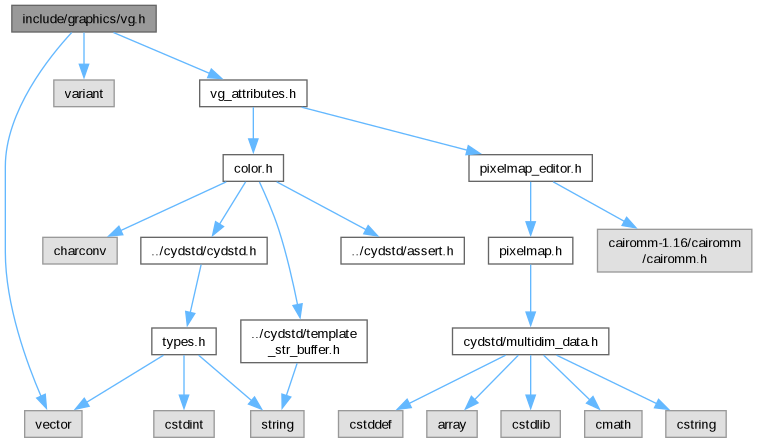 include/graphics/vg.h
variant
vg_attributes.h
color.h
pixelmap_editor.h
charconv
../cydstd/cydstd.h
../cydstd/assert.h
pixelmap.h
cairomm-1.16/cairomm
/cairomm.h
types.h
../cydstd/template
_str_buffer.h
cydstd/multidim_data.h
vector
cstdint
string
cstddef
array
cstdlib
cmath
cstring